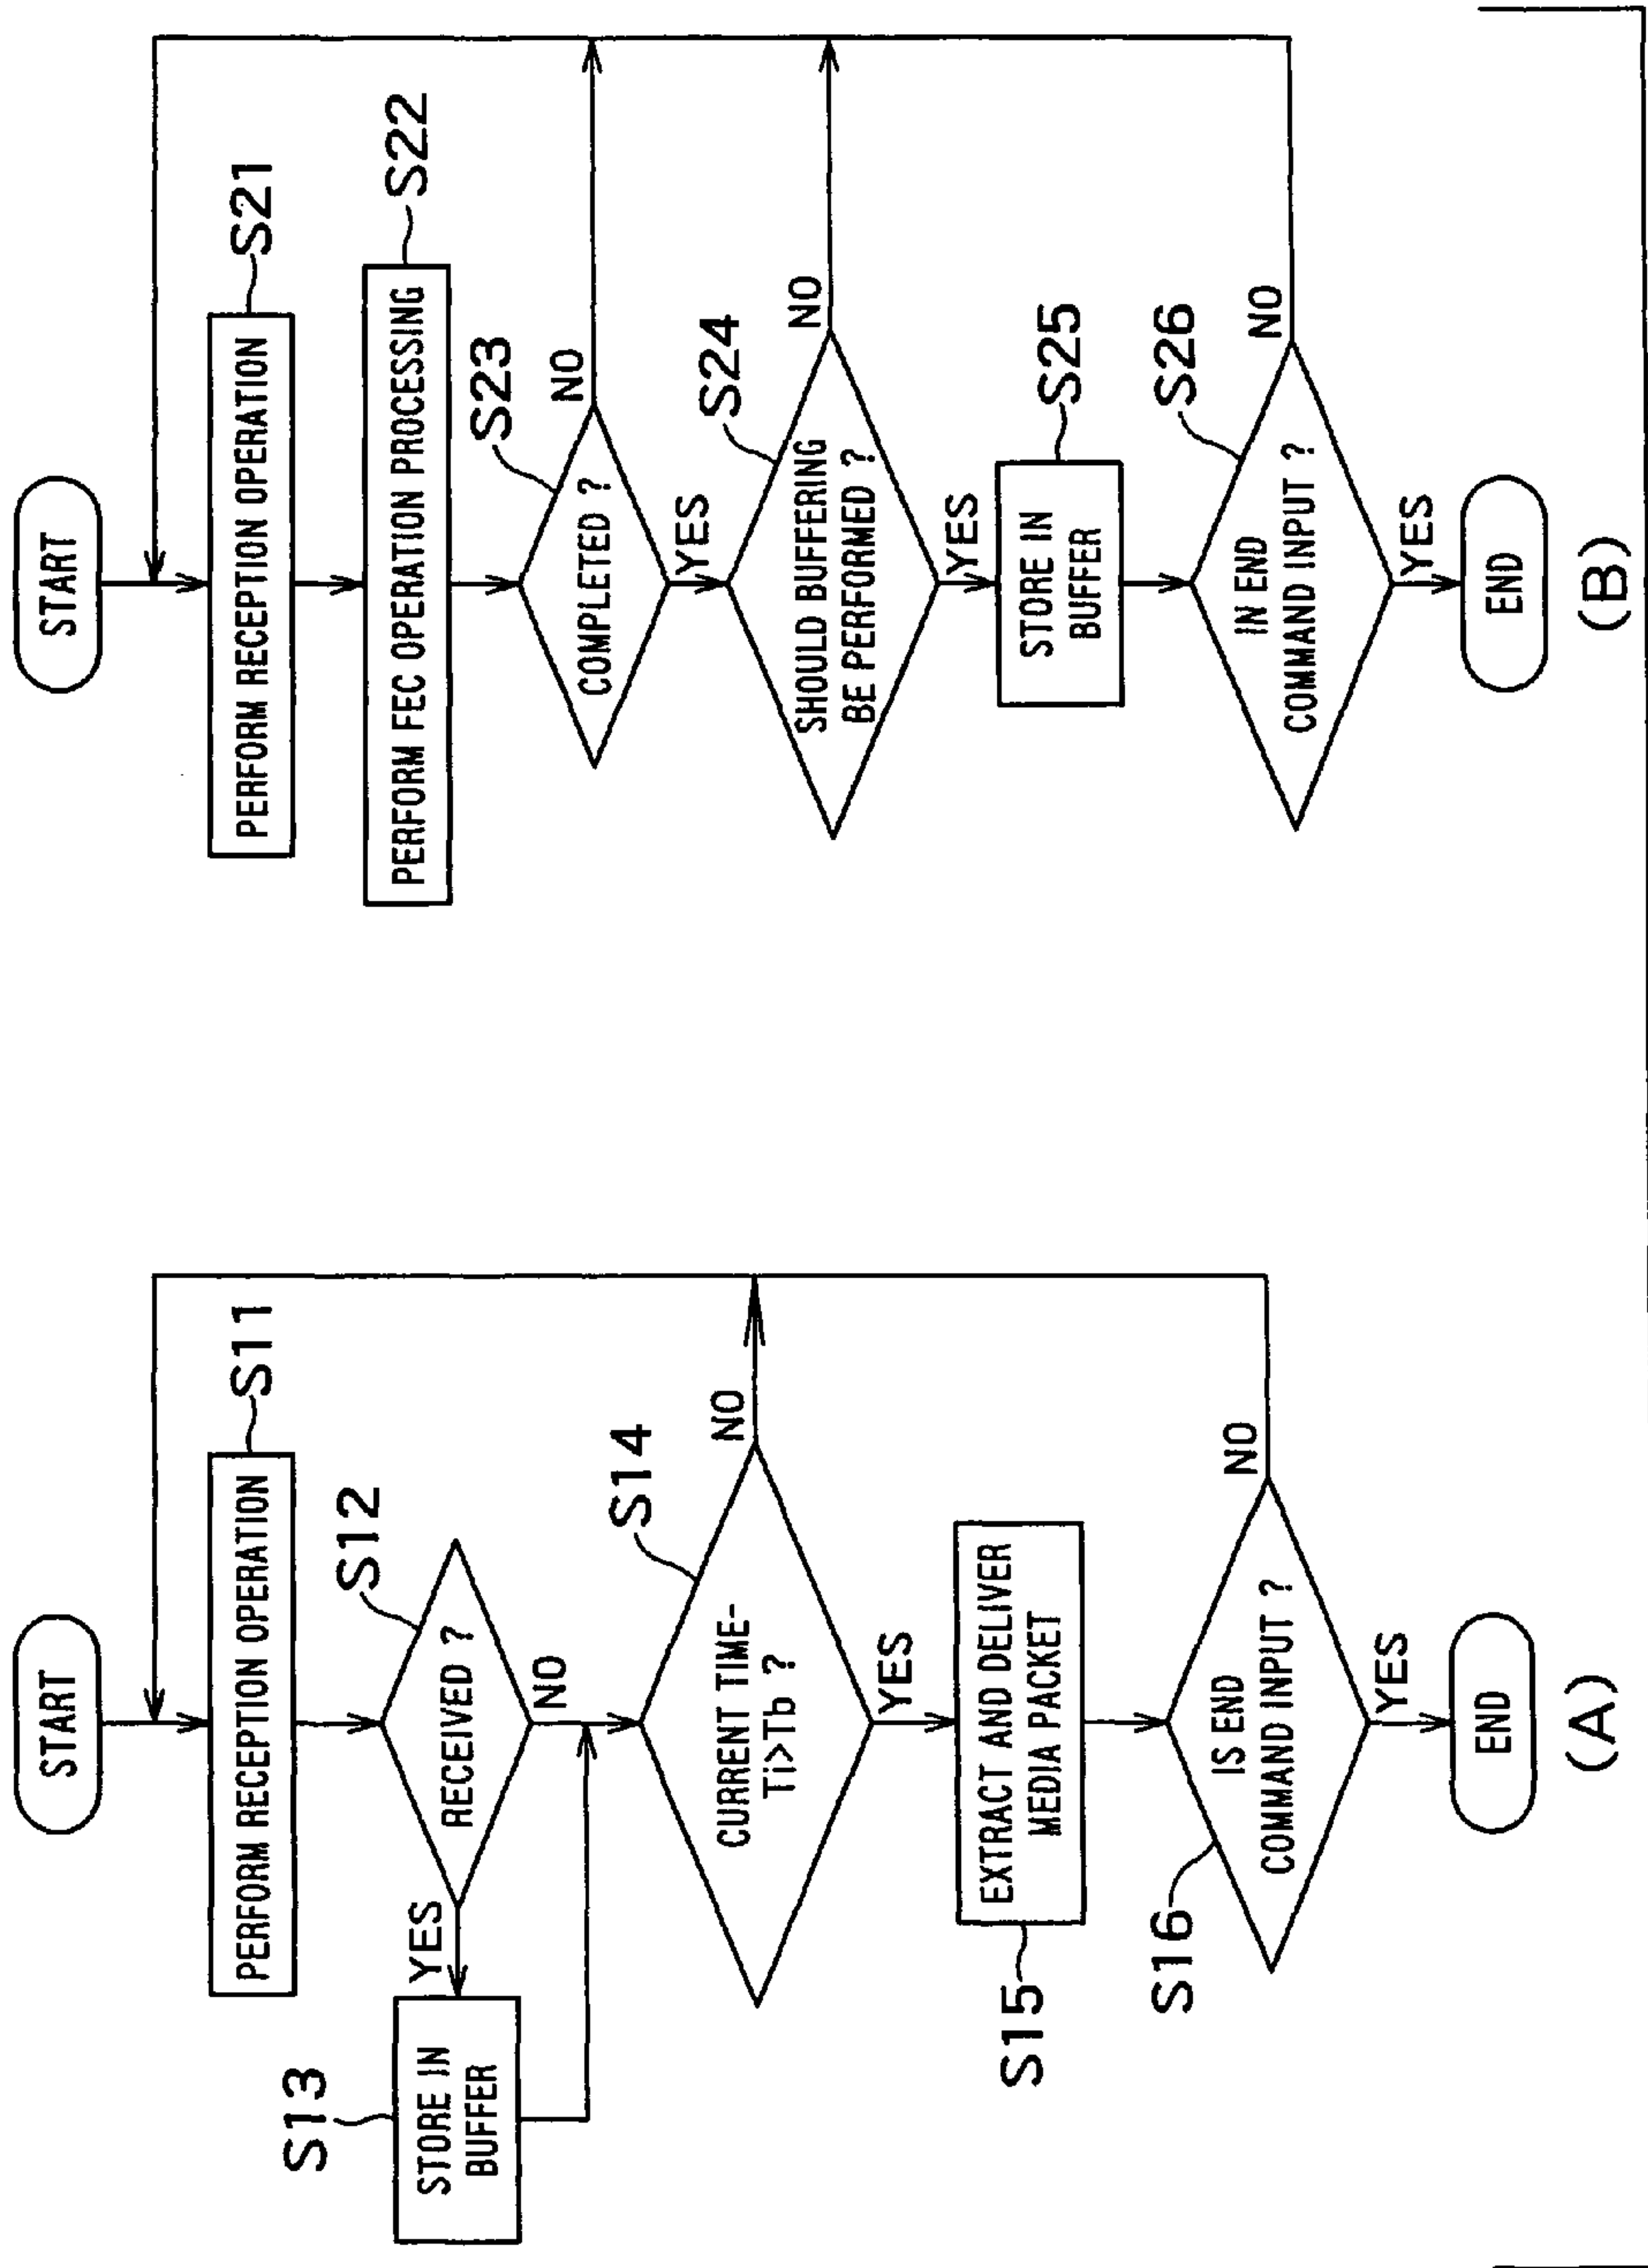 START
PERFORM RECEPTION OPERATION
S11
RECEIVED ?
S12
YES
NO
STORE IN
BUFFER
S13
CURRENT TIME-
Ti>Tb ?
S14
NO
YES
EXTRACT AND DELIVER
MEDIA PACKET
S15
IS END
COMMAND INPUT ?
S16
NO
YES
END
(A)
START
PERFORM RECEPTION OPERATION
S21
PERFORM FEC OPERATION PROCESSING
S22
COMPLETED ?
S23
NO
YES
SHOULD BUFFERING
BE PERFORMED ?
S24
NO
YES
STORE IN
BUFFER
S25
IN END
COMMAND INPUT ?
S26
NO
YES
END
(B)